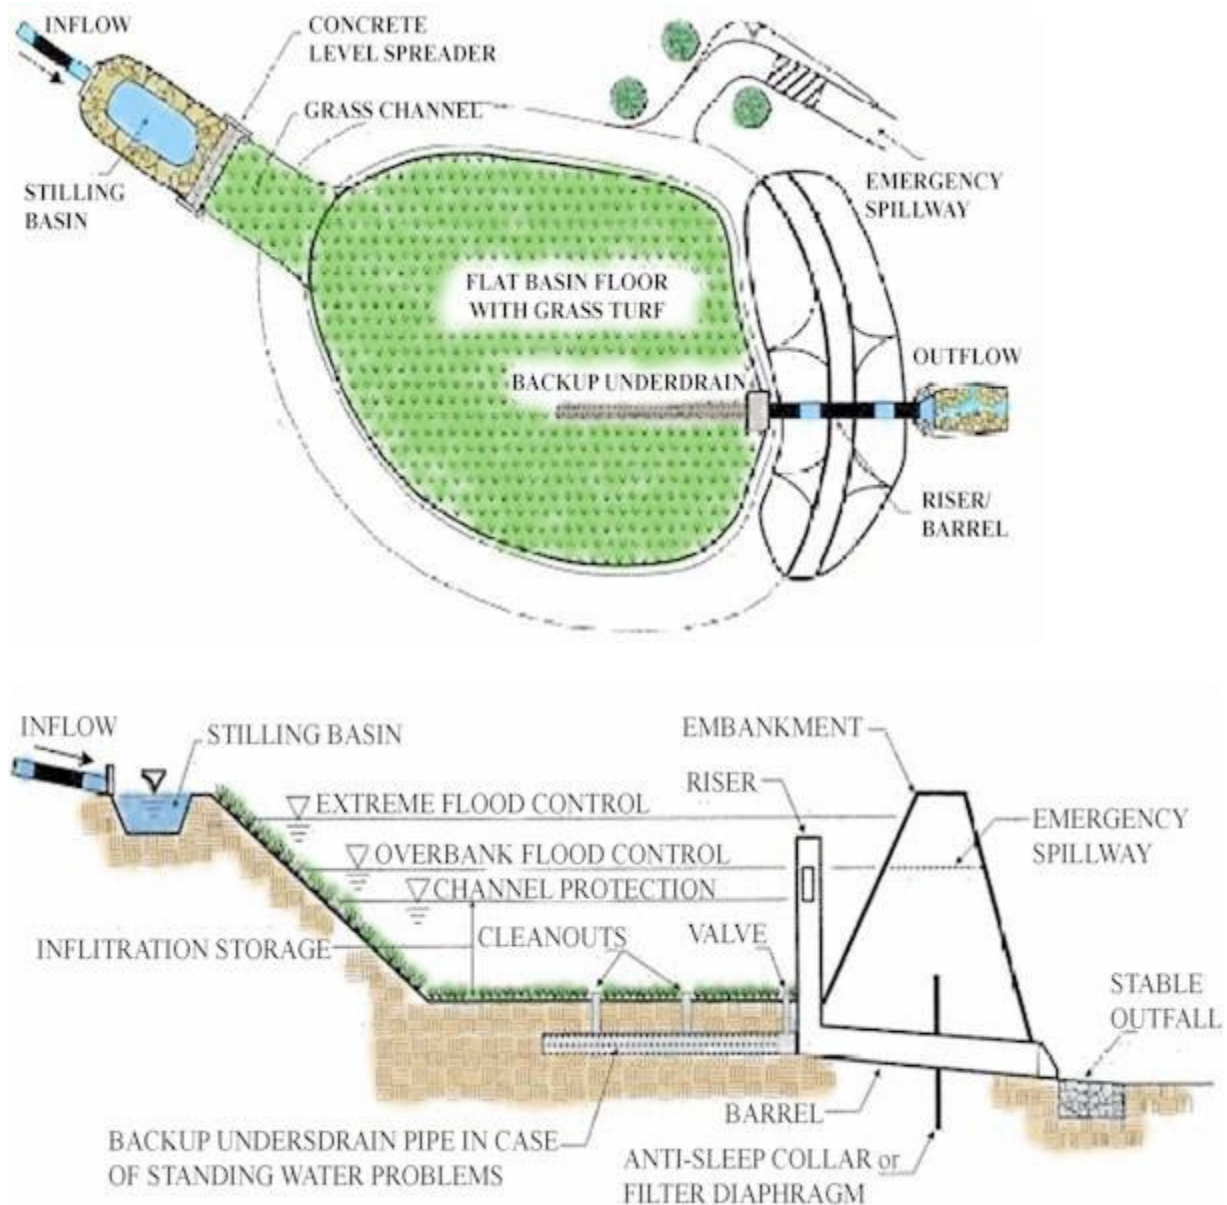 INFLOW
CONCRETE
LEVEL SPREADER
GRASS CHANNEL
STILLING
BASIN
EMERGENCY
SPILLWAY
FLAT BASIN FLOOR
WITH GRASS TURF
BACKUP UNDERDRAIN
OUTFLOW
RISER/
BARREL
INFLOW
STILLING BASIN
EMBANKMENT
RISER
EXTREME FLOOD CONTROL
EMERGENCY
SPILLWAY
OVERBANK FLOOD CONTROL
CHANNEL PROTECTION
INFLITRATION STORAGE
CLEANOUTS
VALVE
STABLE
OUTFALL
BARREL
BACKUP UNDERSDRAIN PIPE IN CASE
OF STANDING WATER PROBLEMS
ANTI-SLEEP COLLAR or
FILTER DIAPHRAGM